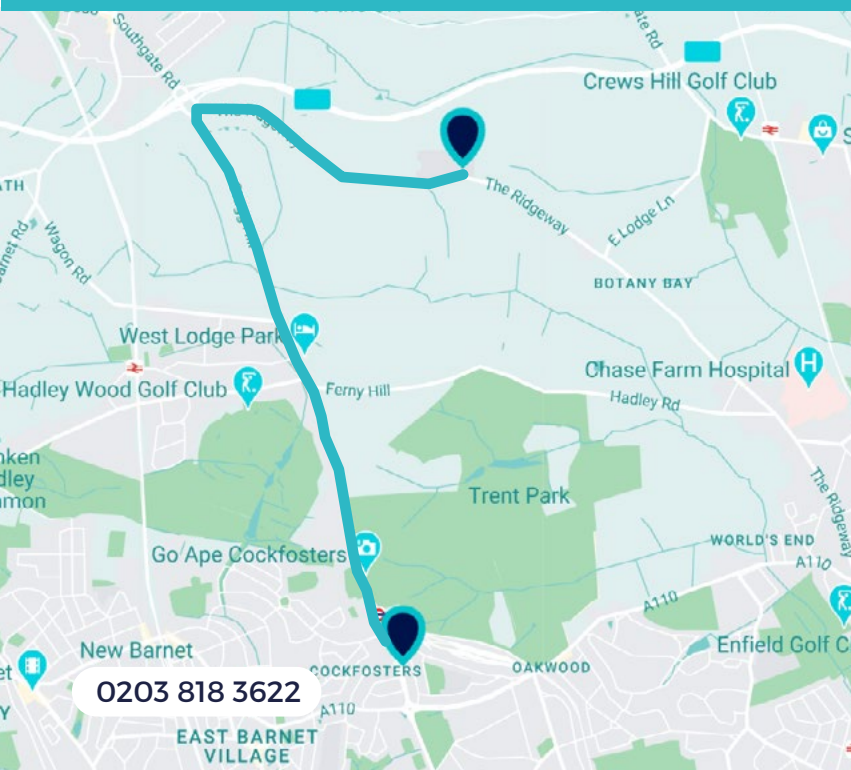 Southgate Rd
Crews Hill Golf Club
The Ridgeway
E Lodge Ln
Wagon Rd
BOTANY BAY
West Lodge Park
Chase Farm Hospital
Hadley Wood Golf Club
Ferny Hill
Hadley Rd
Trent Park
The Ridgeway
WORLD'S END
Go Ape Cockfosters
A110
A110
Enfield Golf C
New Barnet
COCKFOSTERS
OAKWOOD
0203 818 3622
A110
EAST BARNET
VILLAGE